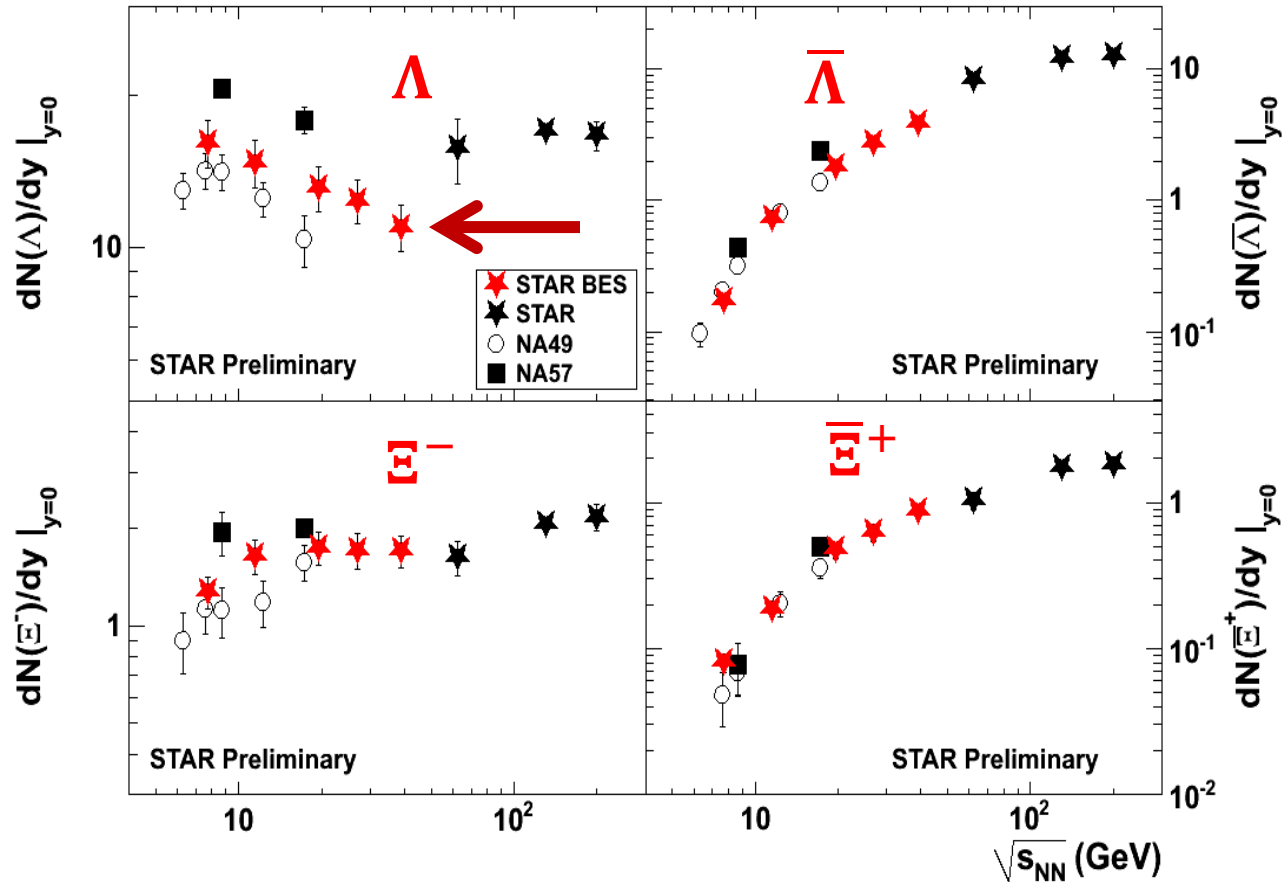 dN(Λ)/dy |y=0
20
10
Λ
STAR BES
STAR
NA49
NA57
STAR Preliminary
Λ̅
10
1
10⁻¹
dN(Λ̅)/dy |y=0
STAR Preliminary
dN(Ξ⁻)/dy |y=0
1
Ξ⁻
STAR Preliminary
10
10²
Ξ̅⁺
1
10⁻¹
10⁻²
dN(Ξ̅⁺)/dy |y=0
STAR Preliminary
10
10²
√sNN (GeV)